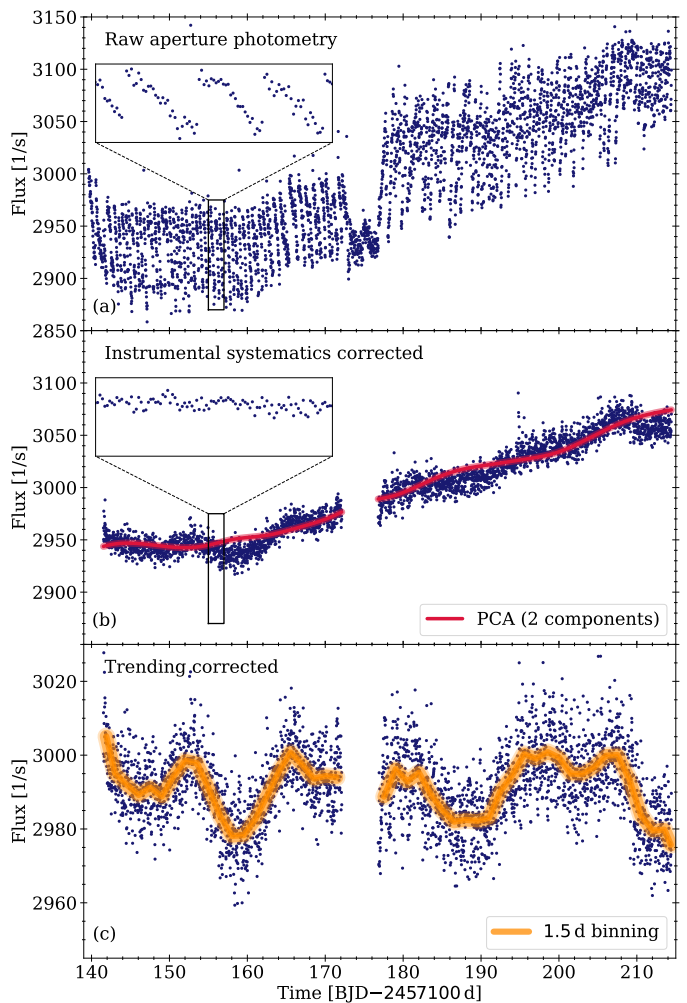 3150
Raw aperture photometry
3100
3050
3000
2950
2900
2850
Flux [1/s]
(a)
Instrumental systematics corrected
3100
3050
3000
2950
2900
Flux [1/s]
(b)
PCA (2 components)
Trending corrected
3020
3000
2980
2960
Flux [1/s]
(c)
1.5 d binning
140 150 160 170 180 190 200 210
Time [BJD−2457100 d]